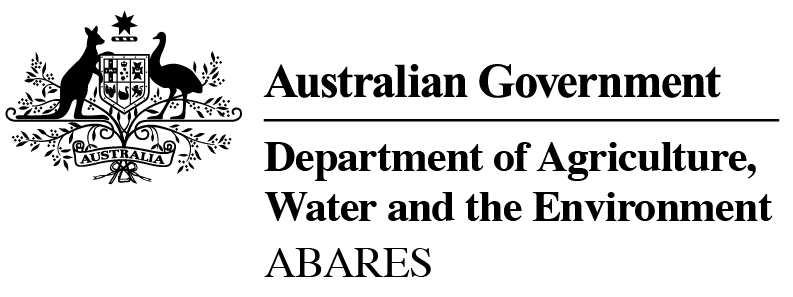 AUSTRALIA
Australian Government
Department of Agriculture,
Water and the Environment
ABARES